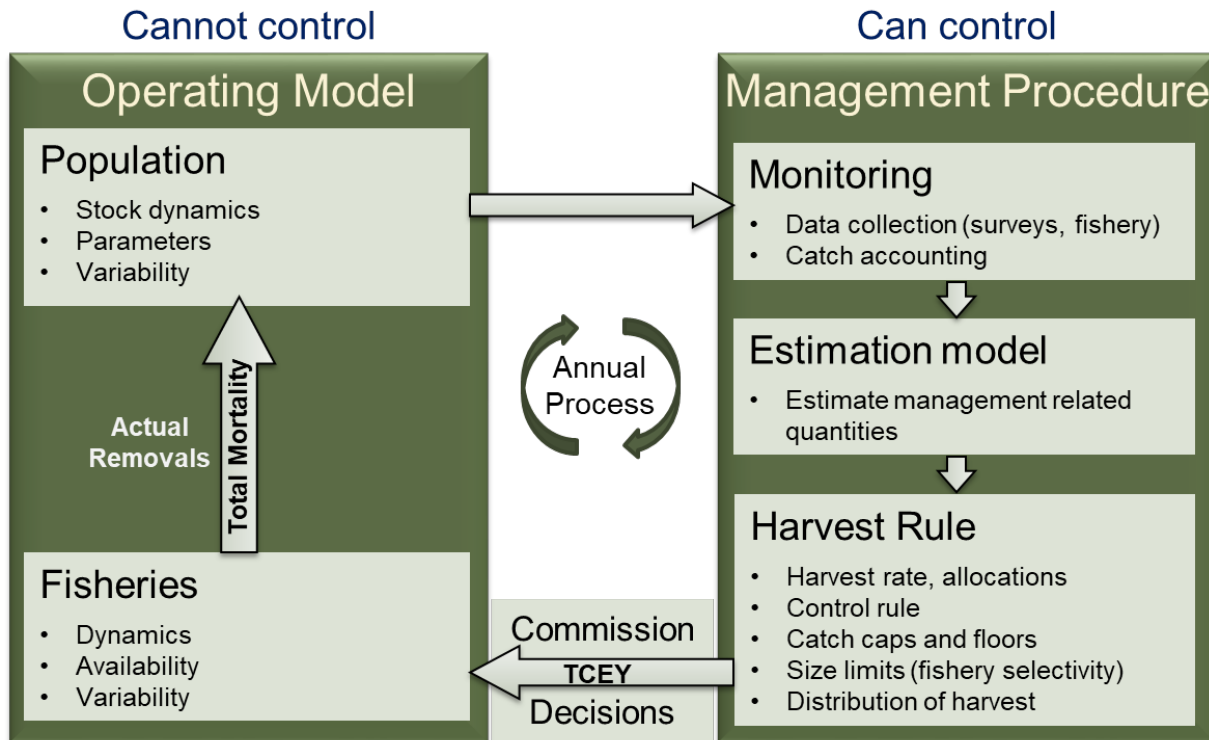 Cannot control
Operating Model
Population
• Stock dynamics
• Parameters
• Variability
Total Mortality
Actual
Removals
Fisheries
• Dynamics
• Availability
• Variability
Annual
Process
Commission
TCEY
Decisions
Can control
Management Procedure
Monitoring
• Data collection (surveys, fishery)
• Catch accounting
Estimation model
• Estimate management related
quantities
Harvest Rule
• Harvest rate, allocations
• Control rule
• Catch caps and floors
• Size limits (fishery selectivity)
• Distribution of harvest